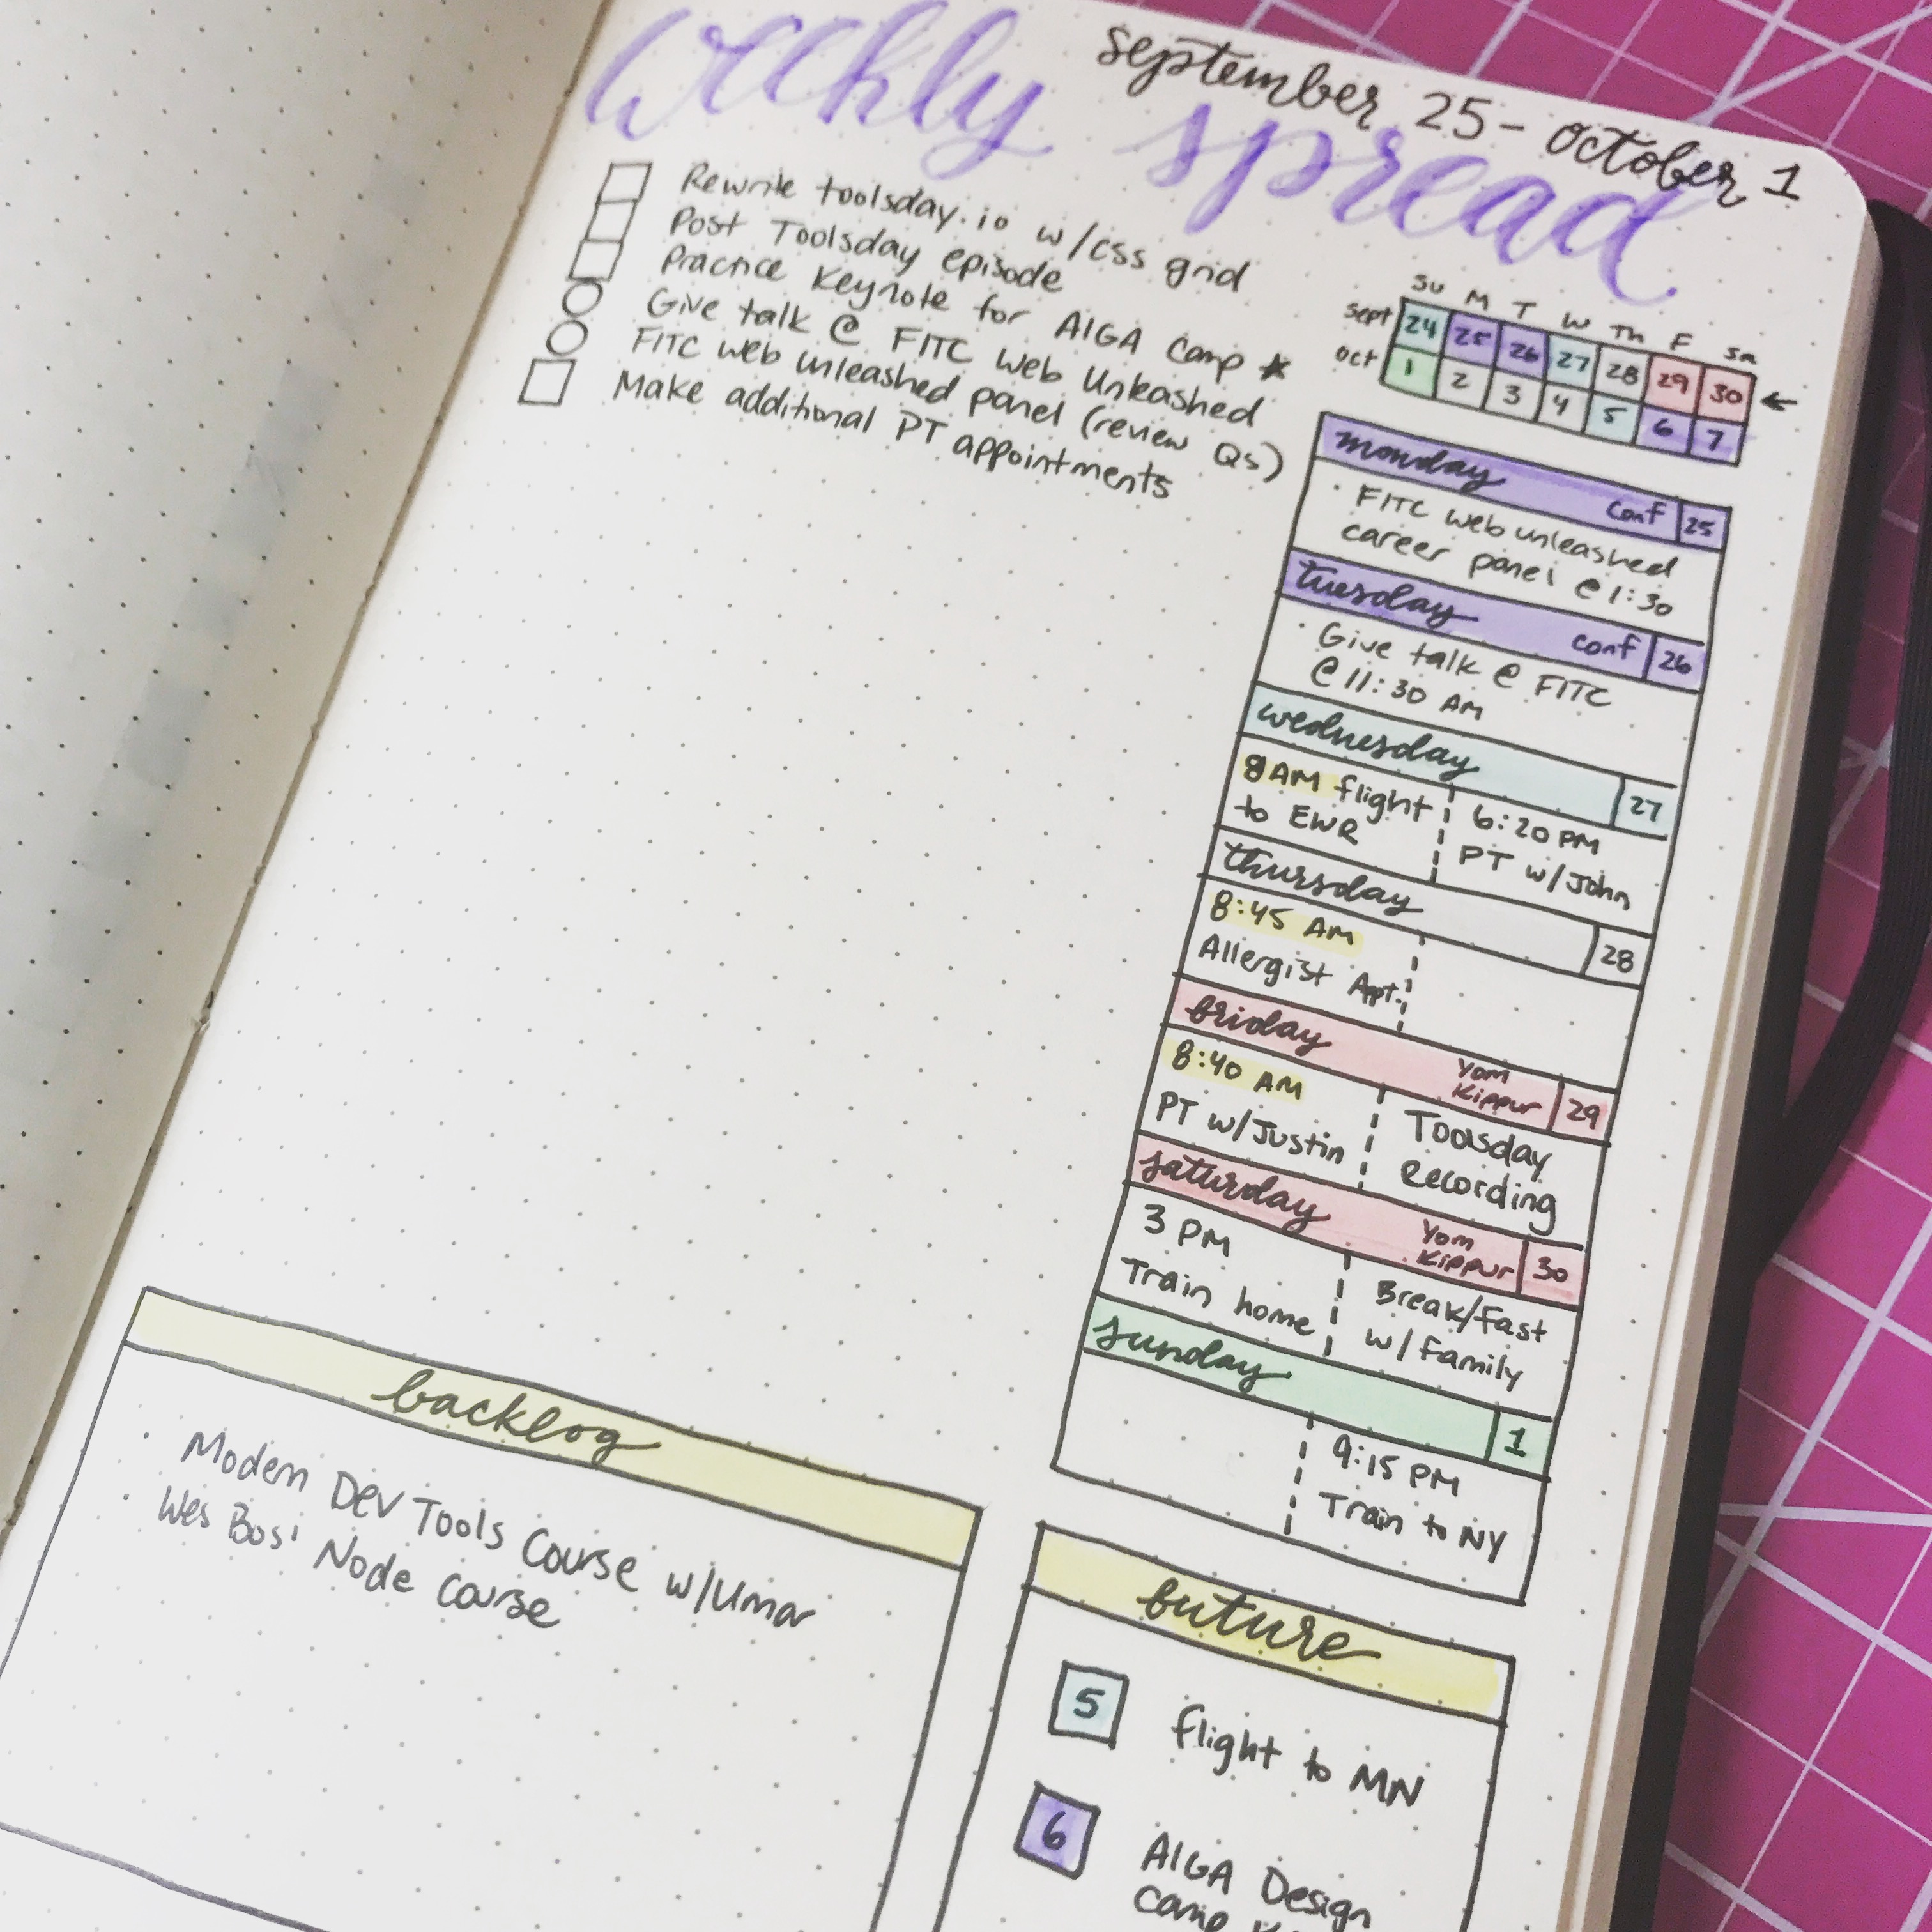 weekly spread
september 25 - october 1
Rewrite toolsday.io w/css grid
Post Toolsday episode
Practice Keynote for AIGA Camp ★
Give talk @ FITC Web Unleashed
FITC web unleashed panel (review Qs)
Make additional PT appointments
Su M T W Th F Sa
Sept 24 25 26 27 28 29 30 ←
Oct 1 2 3 4 5 6 7
monday conf 25
· FITC web unleashed
career panel @ 1:30
tuesday conf 26
· Give talk @ FITC
@ 11:30 AM
wednesday 27
8AM flight
to EWR
6:20 PM
PT w/John
thursday 28
8:45 AM
Allergist Appt.
friday Yom
Kippur 29
8:40 AM
PT w/Justin
Toolsday
Recording
saturday Yom
Kippur 30
3 PM
Train home
Break/Fast
w/ Family
sunday 1
9:15 PM
Train to NY
backlog
· Modern Dev Tools Course w/Umar
· Wes Bos' Node Course
future
5 flight to MN
6 AIGA Design
Camp